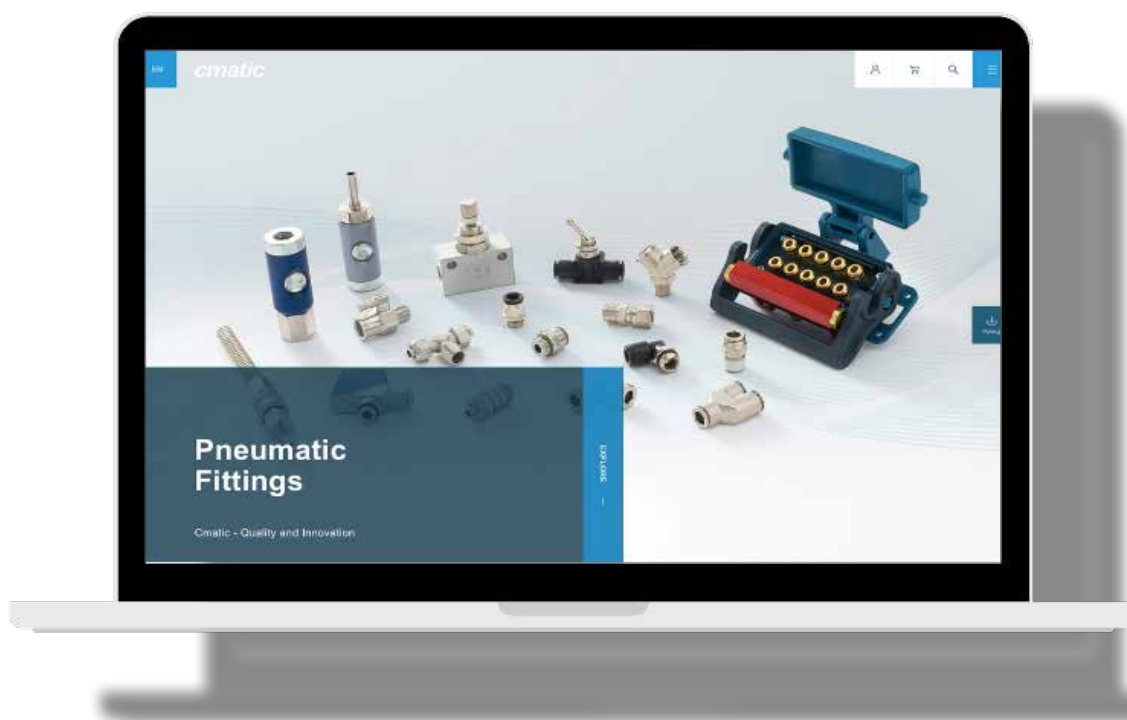 EN
cmatic
Pneumatic
Fittings
EXPLORE
Cmatic - Quality and Innovation